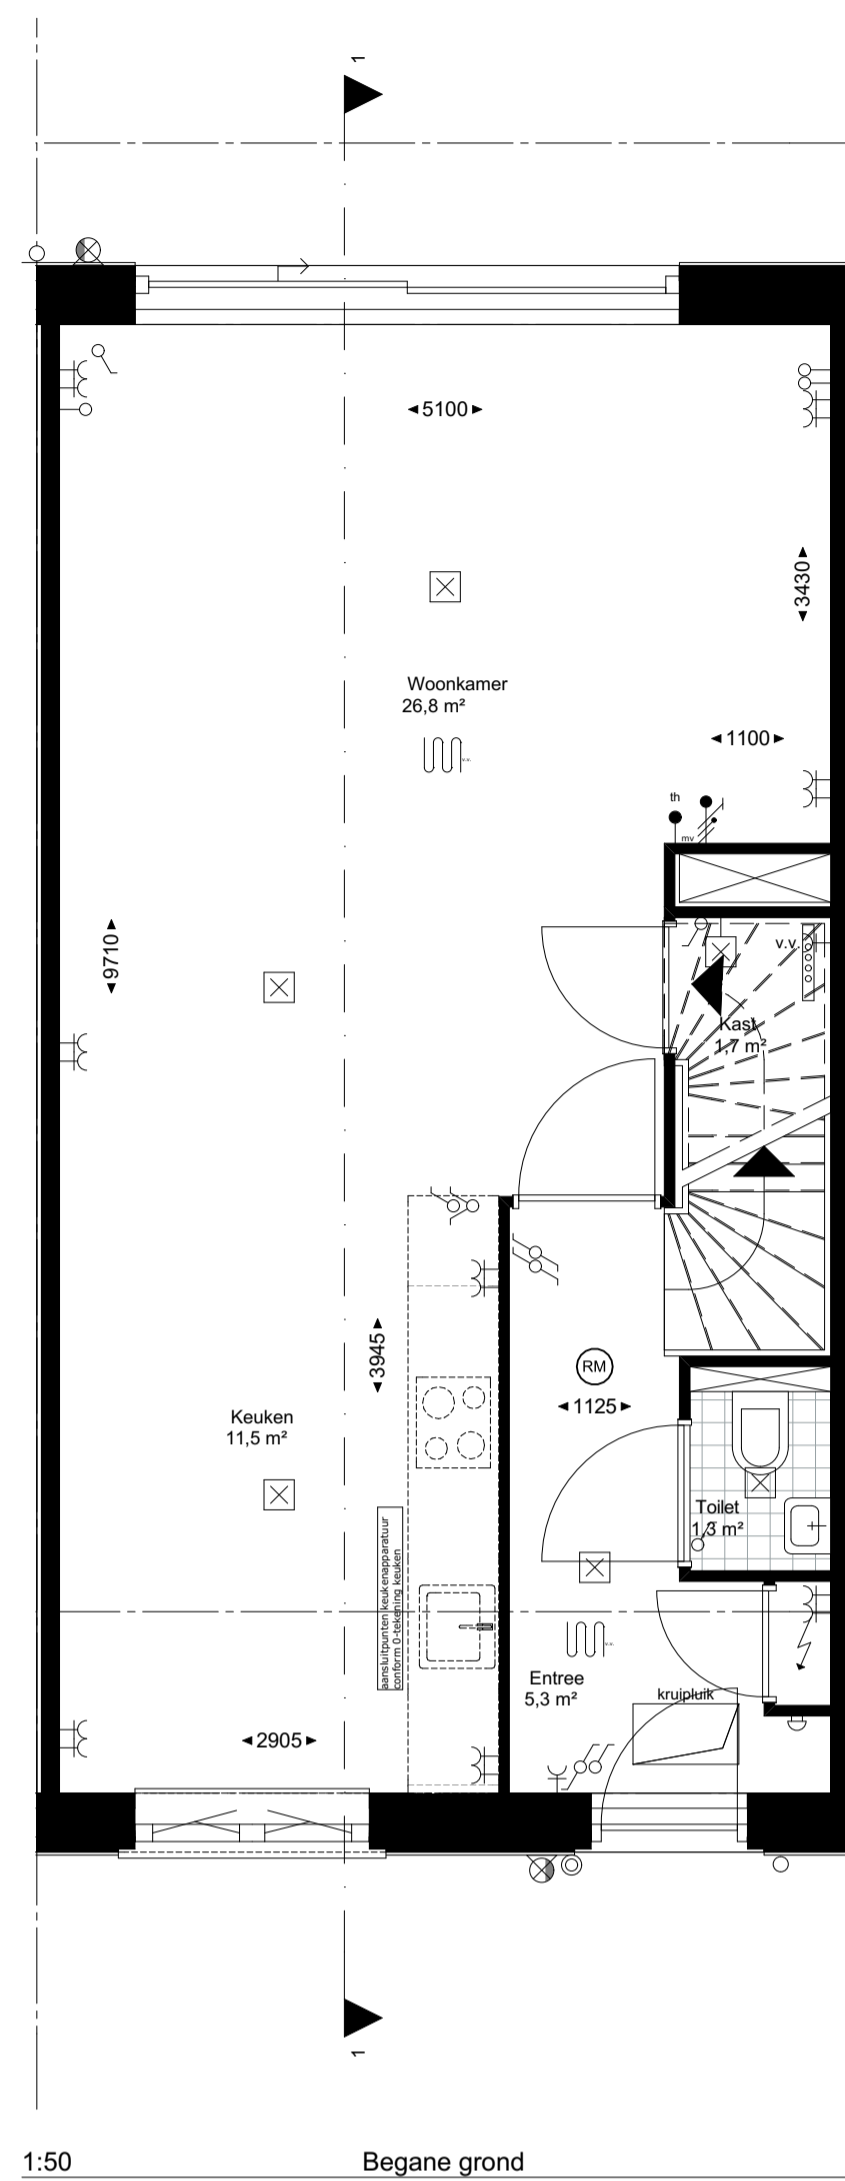 1
5100
3430
Woonkamer
26,8 m²
v.v.
1100
th
mv
9710
v.v.
Kast
1,7 m²
3945
RM
1125
Keuken
11,5 m²
Toilet
1,3 m²
aansluitpunten keukenapparatuur
conform 0-tekening keuken
v.v.
Entree
5,3 m²
kruipluik
2905
1
1:50
Begane grond